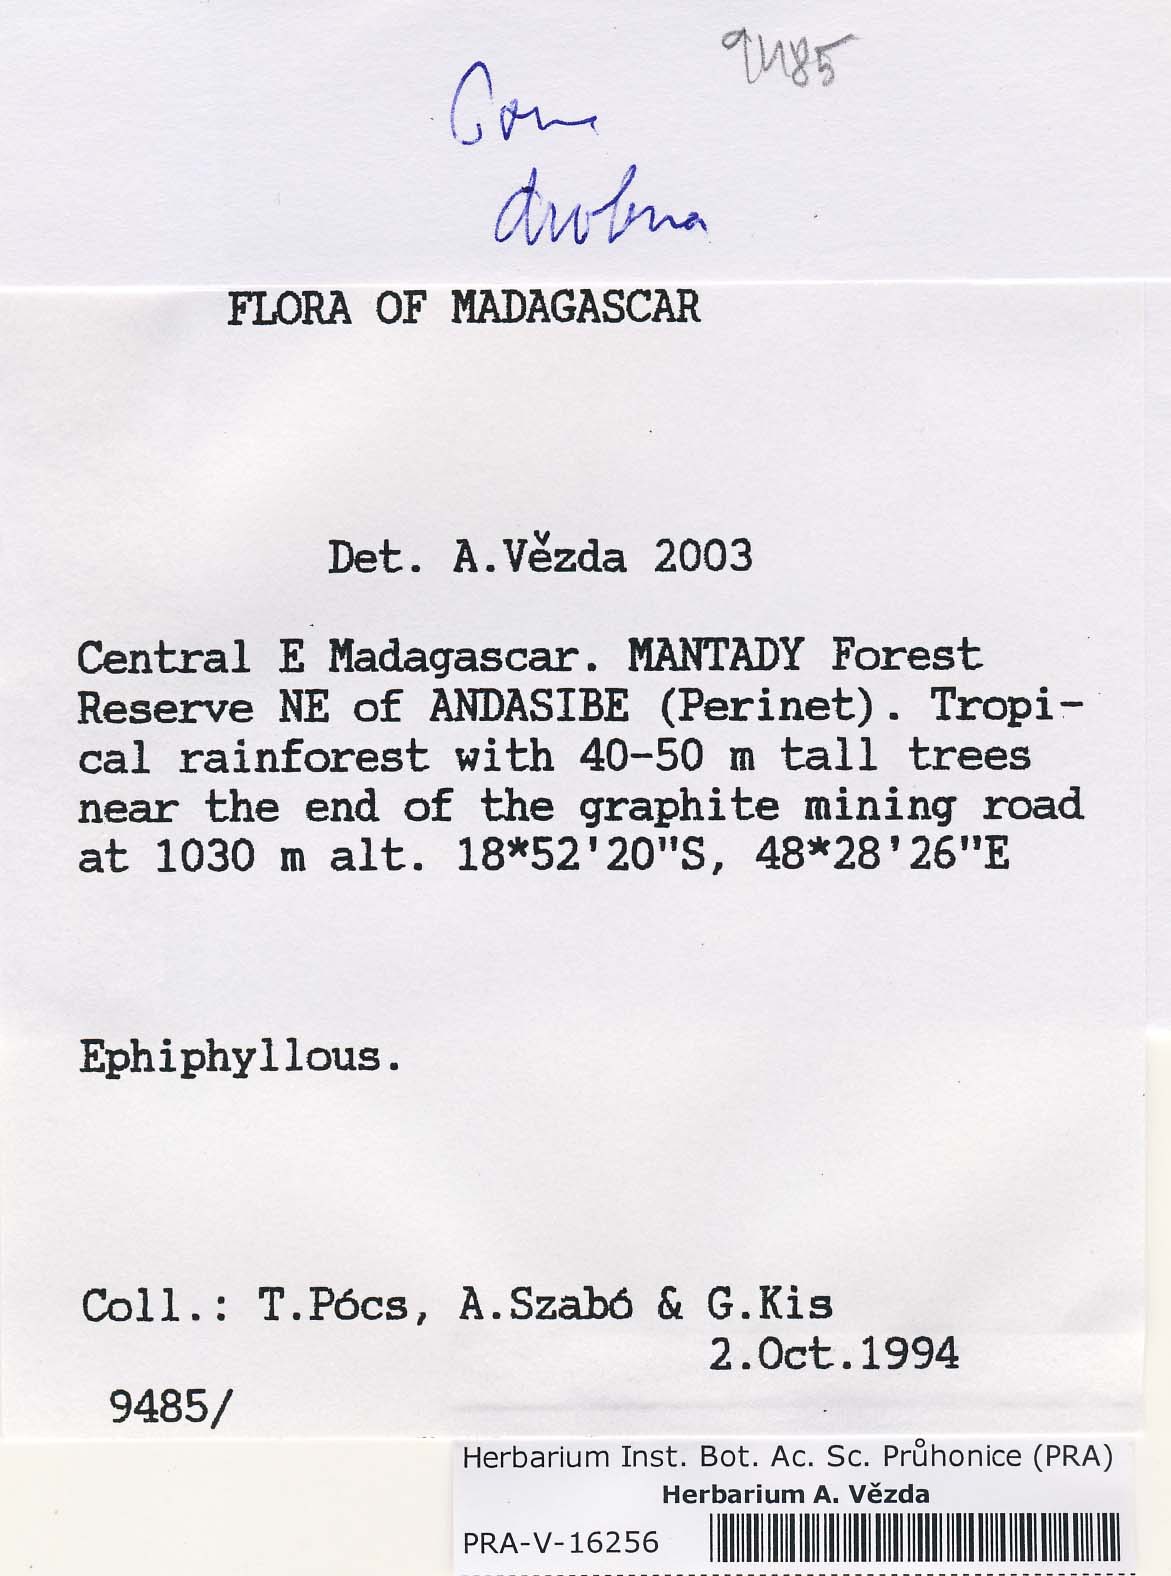 9485
drobna
FLORA OF MADAGASCAR
Det. A.Vězda 2003
Central E Madagascar. MANTADY Forest
Reserve NE of ANDASIBE (Perinet). Tropi-
cal rainforest with 40-50 m tall trees
near the end of the graphite mining road
at 1030 m alt. 18*52'20"S, 48*28'26"E
Ephiphyllous.
Coll.: T.Pócs, A.Szabó & G.Kis
2.Oct.1994
9485/
Herbarium Inst. Bot. Ac. Sc. Průhonice (PRA)
Herbarium A. Vězda
PRA-V-16256